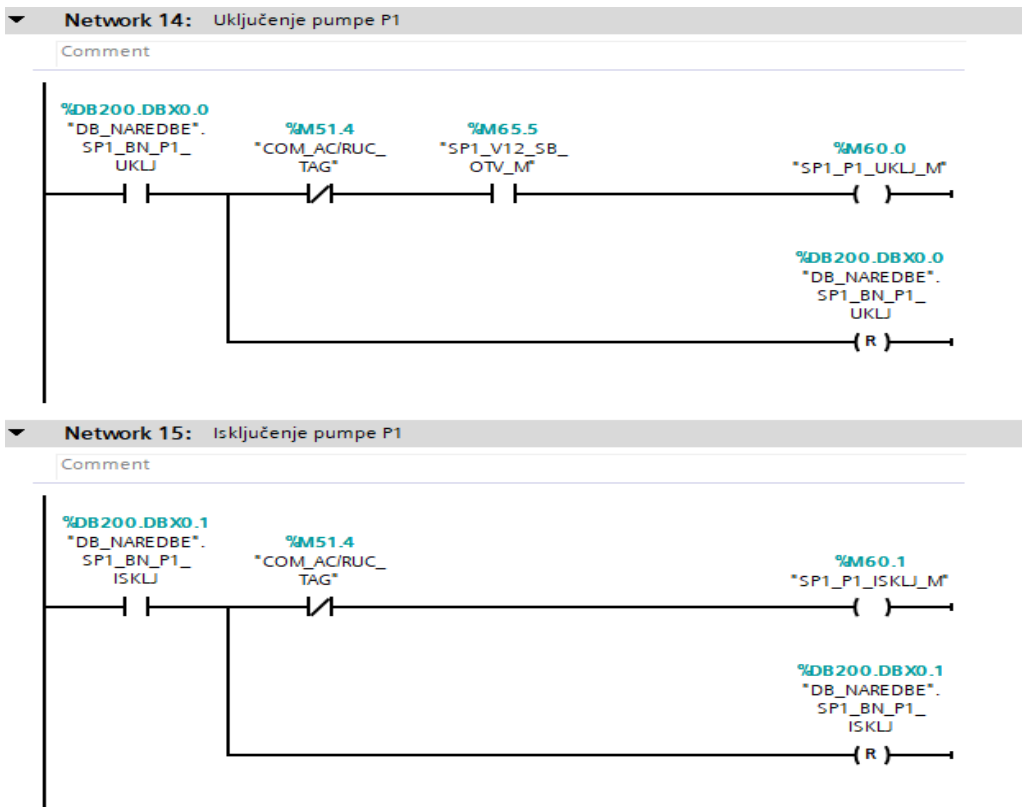 Network 14: Uključenje pumpe P1
Comment
%DB200.DBX0.0
"DB_NAREDBE".
SP1_BN_P1_
UKLJ
%M51.4
"COM_AC/RUC_
TAG"
%M65.5
"SP1_V12_SB_
OTV_M"
%M60.0
"SP1_P1_UKLJ_M"
%DB200.DBX0.0
"DB_NAREDBE".
SP1_BN_P1_
UKLJ
R
Network 15: Isključenje pumpe P1
Comment
%DB200.DBX0.1
"DB_NAREDBE".
SP1_BN_P1_
ISKLJ
%M51.4
"COM_AC/RUC_
TAG"
%M60.1
"SP1_P1_ISKLJ_M"
%DB200.DBX0.1
"DB_NAREDBE".
SP1_BN_P1_
ISKLJ
R